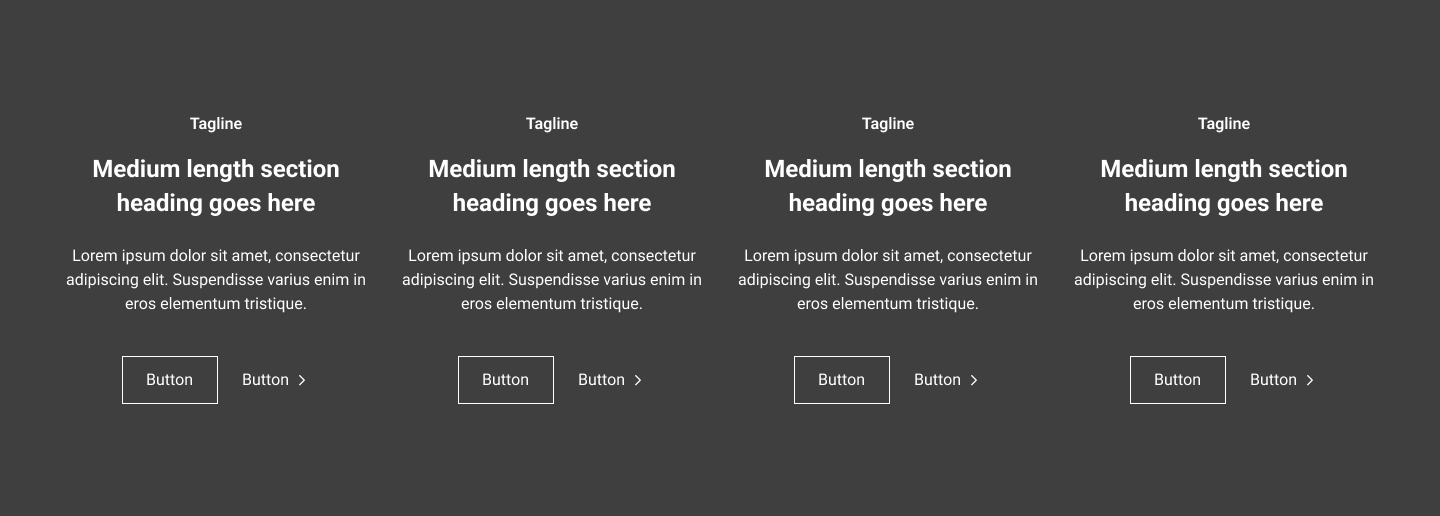 Tagline
Medium length section
heading goes here
Lorem ipsum dolor sit amet, consectetur
adipiscing elit. Suspendisse varius enim in
eros elementum tristique.
Button
Button
Tagline
Medium length section
heading goes here
Lorem ipsum dolor sit amet, consectetur
adipiscing elit. Suspendisse varius enim in
eros elementum tristique.
Button
Button
Tagline
Medium length section
heading goes here
Lorem ipsum dolor sit amet, consectetur
adipiscing elit. Suspendisse varius enim in
eros elementum tristique.
Button
Button
Tagline
Medium length section
heading goes here
Lorem ipsum dolor sit amet, consectetur
adipiscing elit. Suspendisse varius enim in
eros elementum tristique.
Button
Button